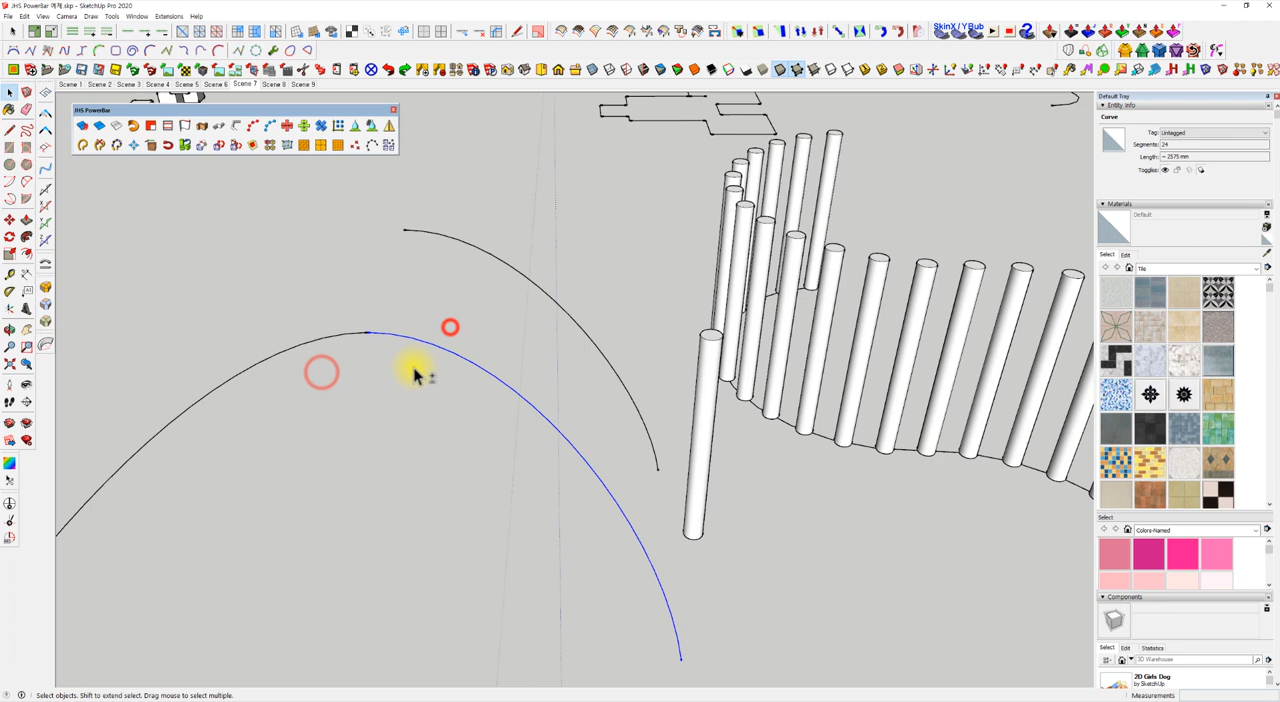 JHS PowerBar 예제.skp - SketchUp Pro 2020
File Edit View Camera Draw Tools Window Extensions Help
SkinX/YBub
Scene 1 Scene 2 Scene 3 Scene 4 Scene 5 Scene 6 Scene 7 Scene 8 Scene 9
JHS PowerBar
Default Tray
Entity Info
Curve
Tag: Untagged
Segments: 24
Length: ~ 2575 mm
Toggles:
Materials
Default
Select Edit
Tile
Select
Colors-Named
Components
Select Edit Statistics
3D Warehouse
2D Girls Dog
by SketchUp
Select objects. Shift to extend select. Drag mouse to select multiple.
Measurements